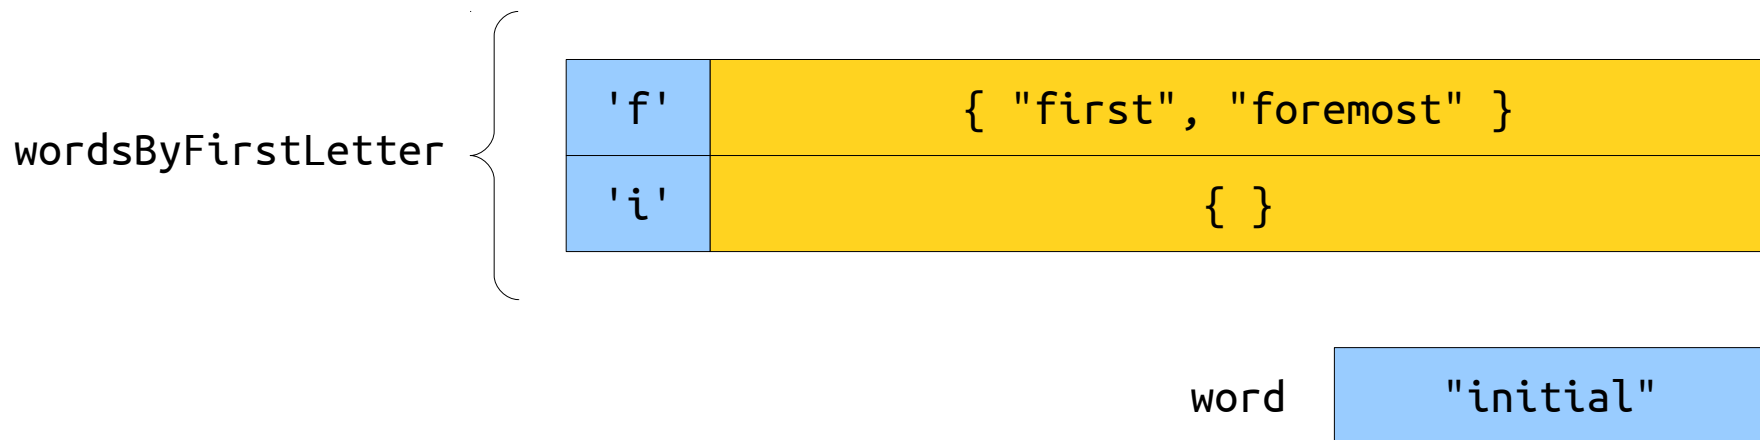 'f' { "first", "foremost" }
wordsByFirstLetter
'i' { }
word "initial"